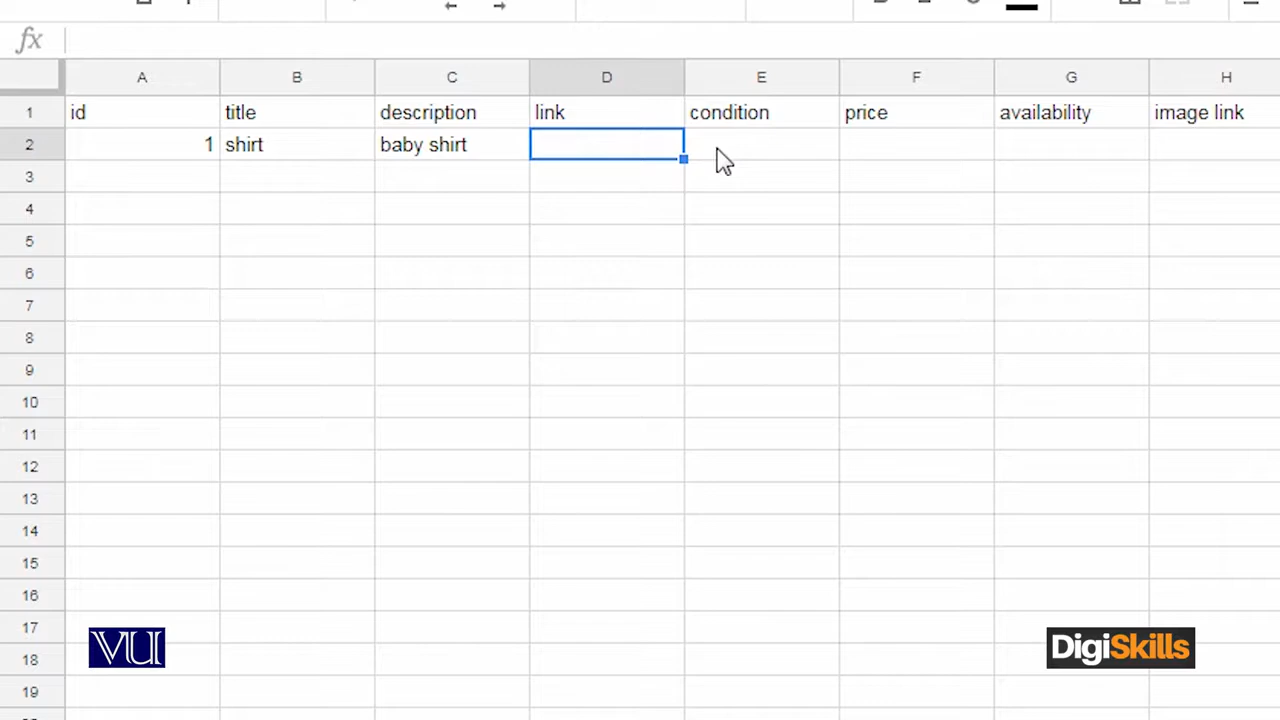 fx
A B C D E F G H
1 id title description link condition price availability image link
2 1 shirt baby shirt
3
4
5
6
7
8
9
10
11
12
13
14
15
16
17
18
19
VU
DigiSkills